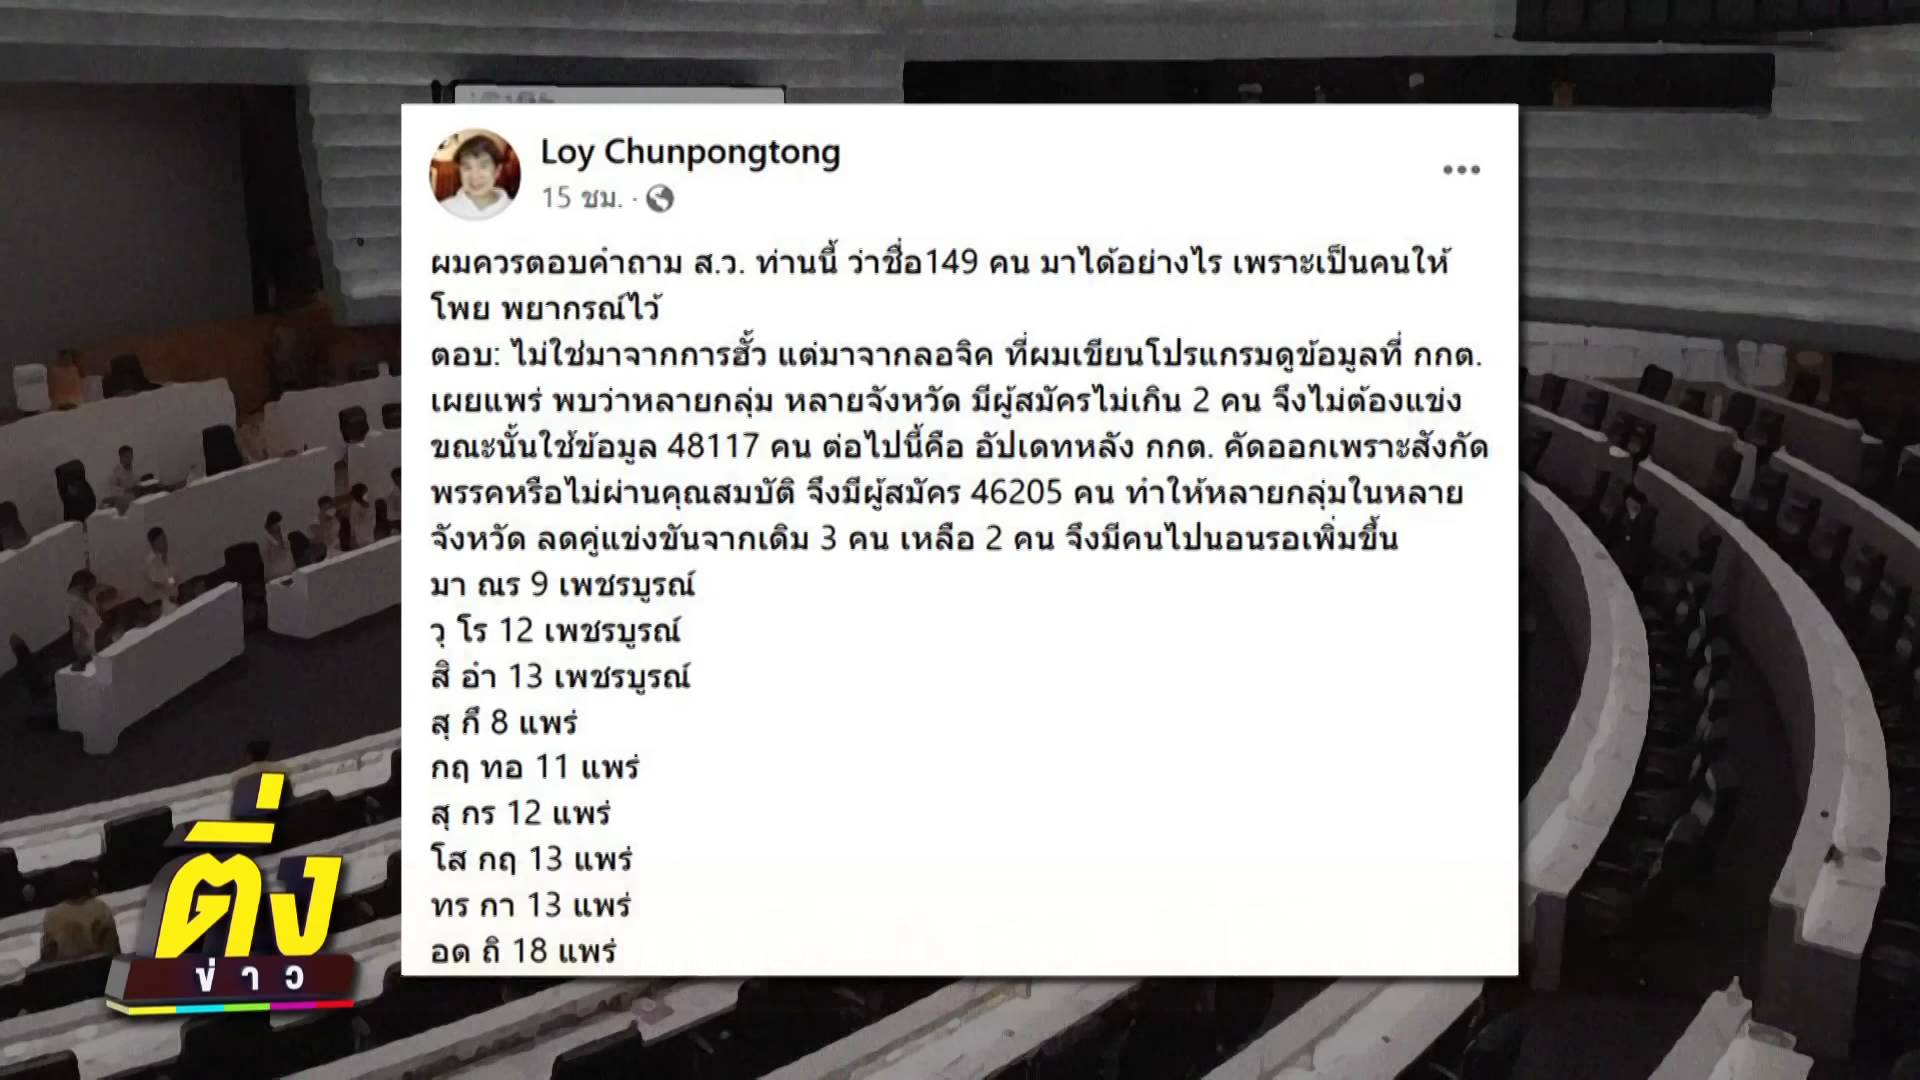 Loy Chunpongtong
15 ชม. ·
ผมควรตอบคำถาม ส.ว. ท่านนี้ ว่าชื่อ149 คน มาได้อย่างไร เพราะเป็นคนให้
โพย พยากรณ์ไว้
ตอบ: ไม่ใช่มาจากการฮั้ว แต่มาจากลอจิค ที่ผมเขียนโปรแกรมดูข้อมูลที่ กกต.
เผยแพร่ พบว่าหลายกลุ่ม หลายจังหวัด มีผู้สมัครไม่เกิน 2 คน จึงไม่ต้องแข่ง
ขณะนั้นใช้ข้อมูล 48117 คน ต่อไปนี้คือ อัปเดทหลัง กกต. คัดออกเพราะสังกัด
พรรคหรือไม่ผ่านคุณสมบัติ จึงมีผู้สมัคร 46205 คน ทำให้หลายกลุ่มในหลาย
จังหวัด ลดคู่แข่งขันจากเดิม 3 คน เหลือ 2 คน จึงมีคนไปนอนรอเพิ่มขึ้น
มา ณร 9 เพชรบูรณ์
วุ โร 12 เพชรบูรณ์
สิ อำ 13 เพชรบูรณ์
สุ กึ 8 แพร่
กฤ ทอ 11 แพร่
สุ กร 12 แพร่
โส กฤ 13 แพร่
ทร กา 13 แพร่
อด ถิ 18 แพร่
ติ่ง
ข่าว